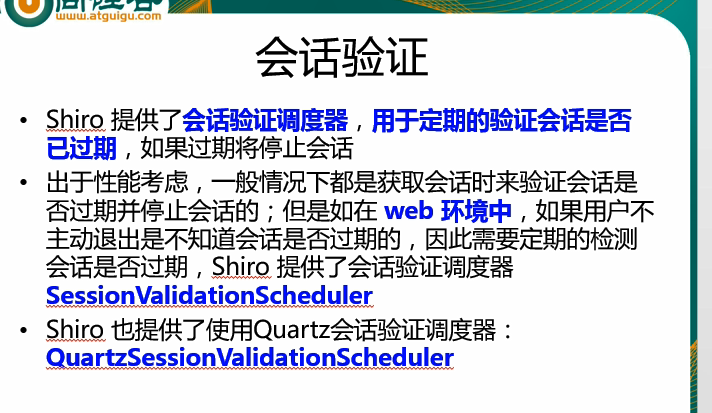 www.atguigu.com
会话验证
• Shiro 提供了会话验证调度器，用于定期的验证会话是否
已过期，如果过期将停止会话
• 出于性能考虑，一般情况下都是获取会话时来验证会话是
否过期并停止会话的；但是如在 web 环境中，如果用户不
主动退出是不知道会话是否过期的，因此需要定期的检测
会话是否过期，Shiro 提供了会话验证调度器
SessionValidationScheduler
• Shiro 也提供了使用Quartz会话验证调度器：
QuartzSessionValidationScheduler